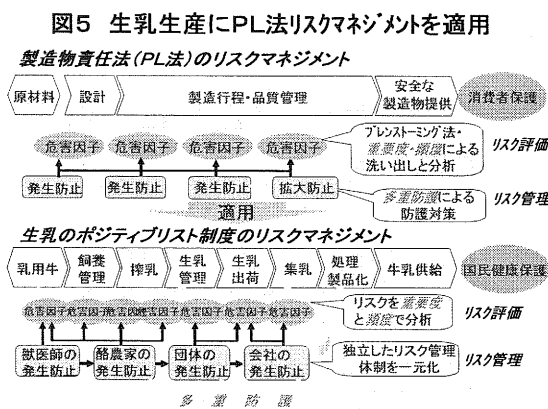 図5 生乳生産にPL法リスクマネジメントを適用
製造物責任法(PL法)のリスクマネジメント
原材料
設計
製造行程・品質管理
安全な
製造物提供
消費者保護
危害因子
危害因子
危害因子
危害因子
ブレンストーミング法・
重要度・頻度による
洗い出しと分析
リスク評価
発生防止
発生防止
発生防止
拡大防止
多重防護による
防護対策
リスク管理
適用
生乳のポジティブリスト制度のリスクマネジメント
乳用牛
飼養
管理
搾乳
生乳
管理
生乳
出荷
集乳
処理
製品化
牛乳供給
国民健康保護
危害因子
危害因子
危害因子
危害因子
危害因子
危害因子
危害因子
リスクを重要度
と頻度で分析
リスク評価
獣医師の
発生防止
酪農家の
発生防止
団体の
発生防止
会社の
発生防止
独立したリスク管理
体制を一元化
リスク管理
多重防護